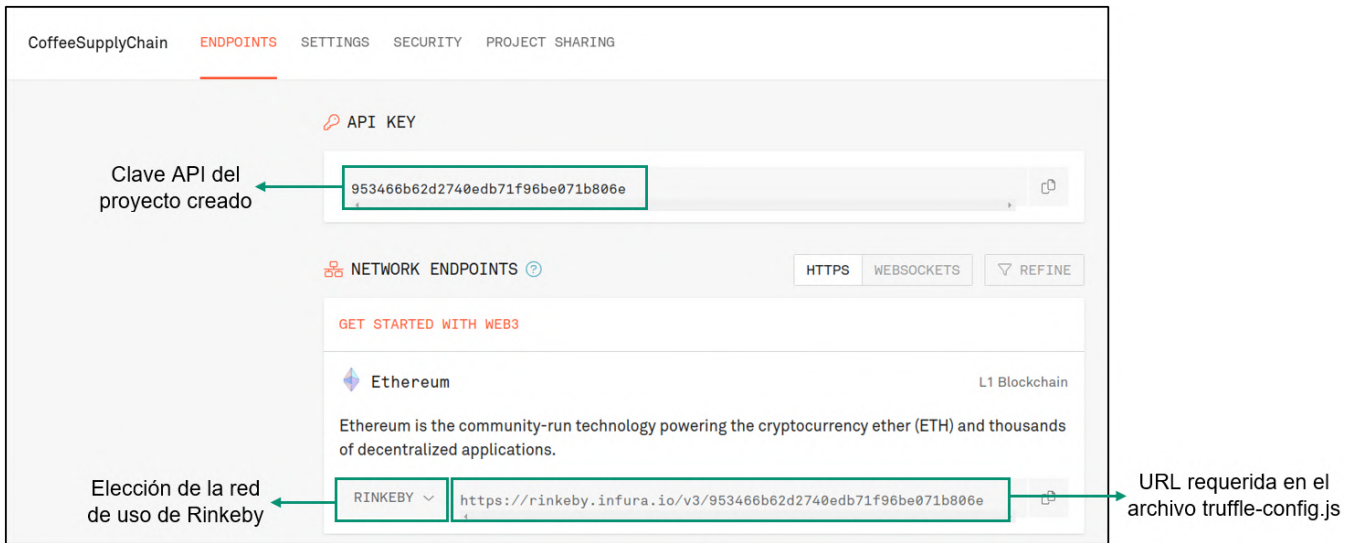 CoffeeSupplyChain ENDPOINTS SETTINGS SECURITY PROJECT SHARING
API KEY
Clave API del
proyecto creado
953466b62d2740edb71f96be071b806e
NETWORK ENDPOINTS ? HTTPS WEBSOCKETS REFINE
GET STARTED WITH WEB3
Ethereum L1 Blockchain
Ethereum is the community-run technology powering the cryptocurrency ether (ETH) and thousands
of decentralized applications.
Elección de la red
de uso de Rinkeby
RINKEBY https://rinkeby.infura.io/v3/953466b62d2740edb71f96be071b806e
URL requerida en el
archivo truffle-config.js